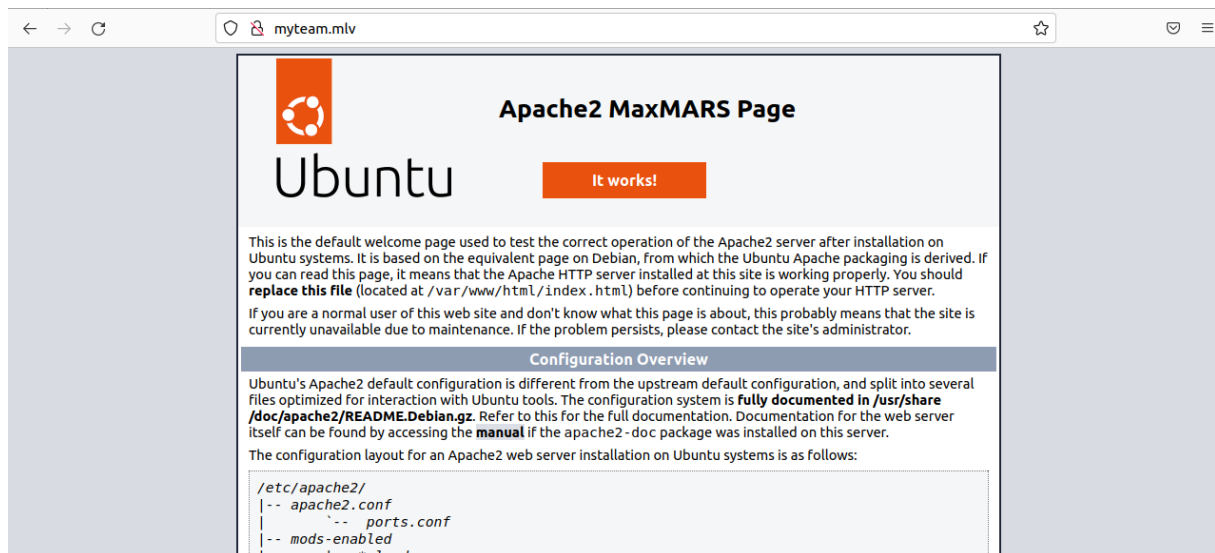 myteam.mlv
Apache2 MaxMARS Page
Ubuntu
It works!
This is the default welcome page used to test the correct operation of the Apache2 server after installation on
Ubuntu systems. It is based on the equivalent page on Debian, from which the Ubuntu Apache packaging is derived. If
you can read this page, it means that the Apache HTTP server installed at this site is working properly. You should
replace this file (located at /var/www/html/index.html) before continuing to operate your HTTP server.
If you are a normal user of this web site and don't know what this page is about, this probably means that the site is
currently unavailable due to maintenance. If the problem persists, please contact the site's administrator.
Configuration Overview
Ubuntu's Apache2 default configuration is different from the upstream default configuration, and split into several
files optimized for interaction with Ubuntu tools. The configuration system is fully documented in /usr/share
/doc/apache2/README.Debian.gz. Refer to this for the full documentation. Documentation for the web server
itself can be found by accessing the manual if the apache2-doc package was installed on this server.
The configuration layout for an Apache2 web server installation on Ubuntu systems is as follows:
/etc/apache2/
|-- apache2.conf
|       `--  ports.conf
|-- mods-enabled